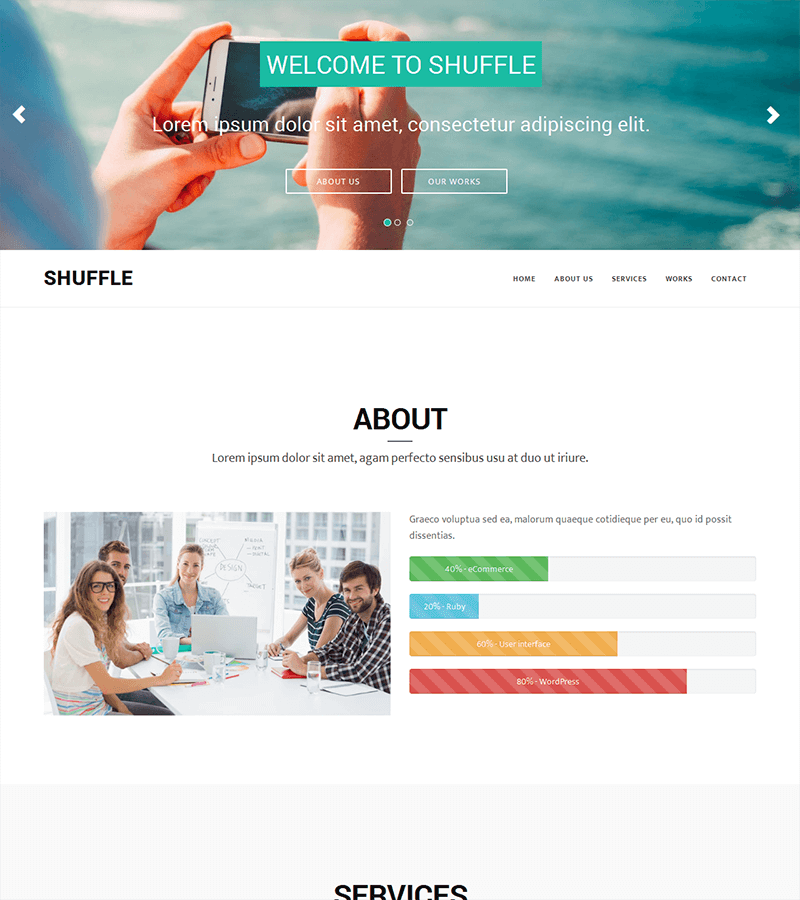 WELCOME TO SHUFFLE
Lorem ipsum dolor sit amet, consectetur adipiscing elit.
ABOUT US
OUR WORKS
SHUFFLE
HOME
ABOUT US
SERVICES
WORKS
CONTACT
ABOUT
Lorem ipsum dolor sit amet, agam perfecto sensibus usu at duo ut iriure.
Graeco voluptua sed ea, malorum quaeque cotidieque per eu, quo id possit
dissentias.
40% - eCommerce
20% - Ruby
60% - User Interface
80% - WordPress
DESIGN
SERVICES